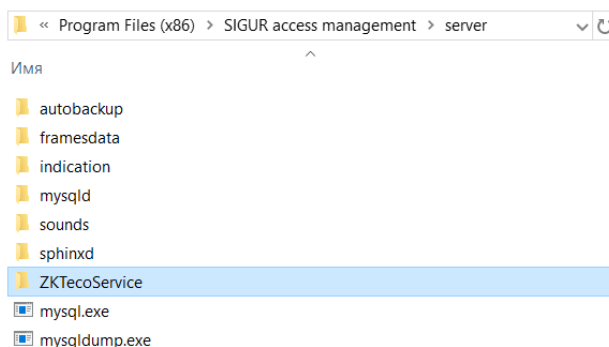 « Program Files (x86) > SIGUR access management > server
Имя
autobackup
framesdata
indication
mysqld
sounds
sphinxd
ZKTecoService
mysql.exe
mysqldump.exe